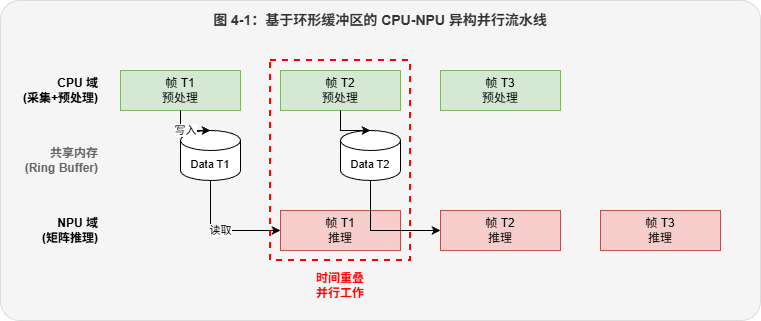 图 4-1：基于环形缓冲区的 CPU-NPU 异构并行流水线
CPU 域
(采集+预处理)
帧 T1
预处理
帧 T2
预处理
帧 T3
预处理
写入
共享内存
(Ring Buffer)
Data T1
Data T2
NPU 域
(矩阵推理)
读取
帧 T1
推理
帧 T2
推理
帧 T3
推理
时间重叠
并行工作